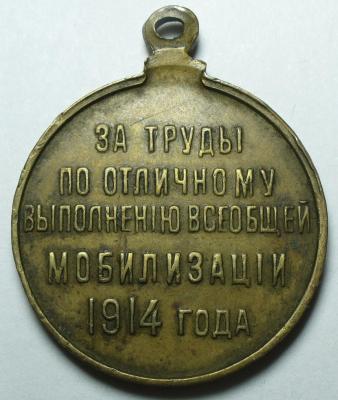 ЗА ТРУДЫ
ПО ОТЛИЧНОМУ
ВЫПОЛНЕНІЮ ВСЕОБЩЕЙ
МОБИЛИЗАЦІИ
1914 ГОДА